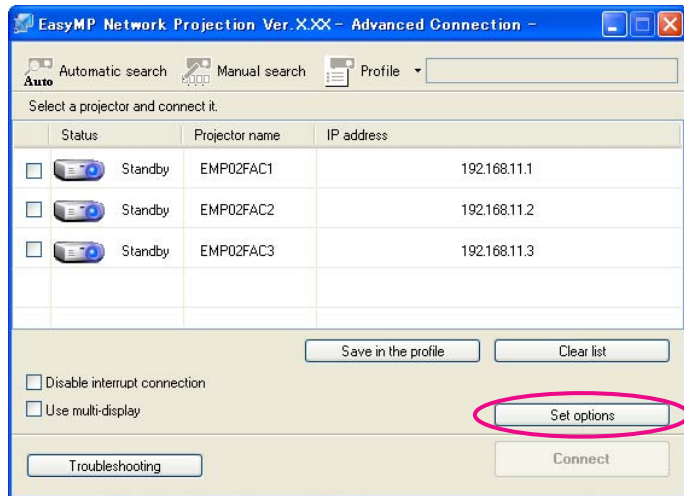 EasyMP Network Projection Ver.X.XX – Advanced Connection –
Auto Automatic search Manual search Profile
Select a projector and connect it.
Status Projector name IP address
Standby EMP02FAC1 192.168.11.1
Standby EMP02FAC2 192.168.11.2
Standby EMP02FAC3 192.168.11.3
Save in the profile Clear list
Disable interrupt connection
Use multi-display
Set options
Troubleshooting Connect